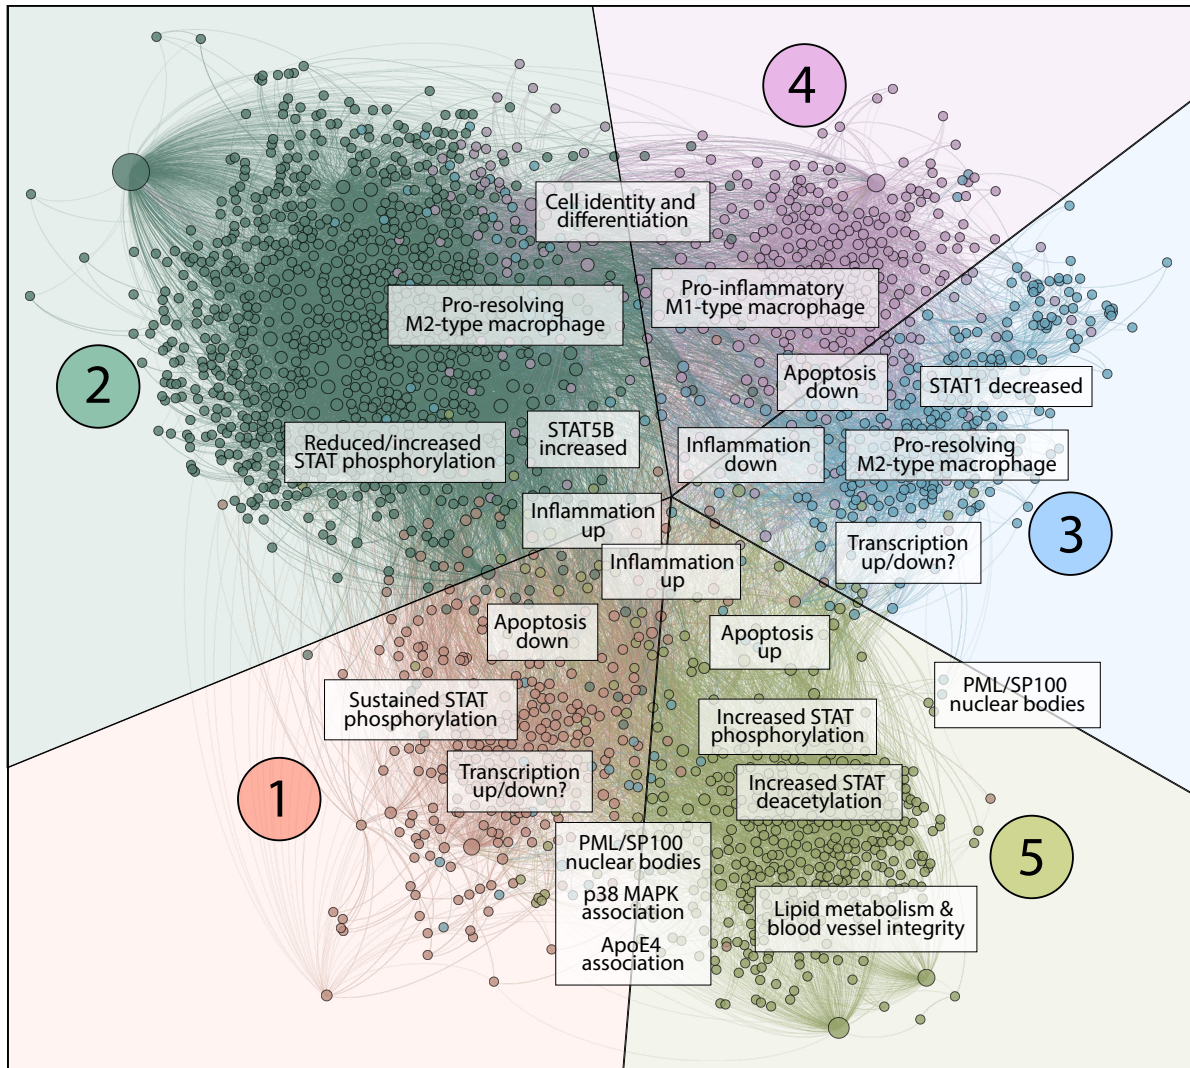 4
Cell identity and
differentiation
Pro-resolving
M2-type macrophage
Pro-inflammatory
M1-type macrophage
2
Apoptosis
down
STAT1 decreased
Reduced/increased
STAT phosphorylation
STAT5B
increased
Inflammation
down
Pro-resolving
M2-type macrophage
Inflammation
up
3
Transcription
up/down?
Inflammation
up
Apoptosis
down
Apoptosis
up
PML/SP100
nuclear bodies
Sustained STAT
phosphorylation
Increased STAT
phosphorylation
1
Transcription
up/down?
Increased STAT
deacetylation
PML/SP100
nuclear bodies
p38 MAPK
association
ApoE4
association
5
Lipid metabolism &
blood vessel integrity